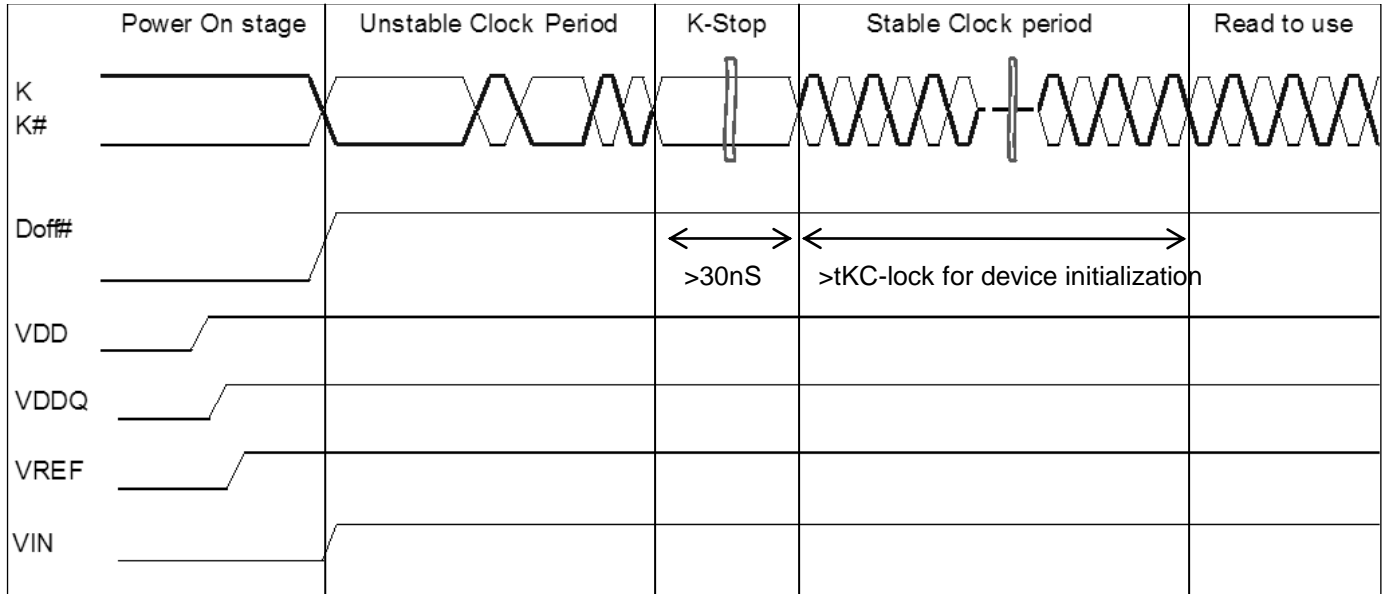 Power On stage
Unstable Clock Period
K-Stop
Stable Clock period
Read to use
K
K#
Doff#
>30nS
>tKC-lock for device initialization
VDD
VDDQ
VREF
VIN